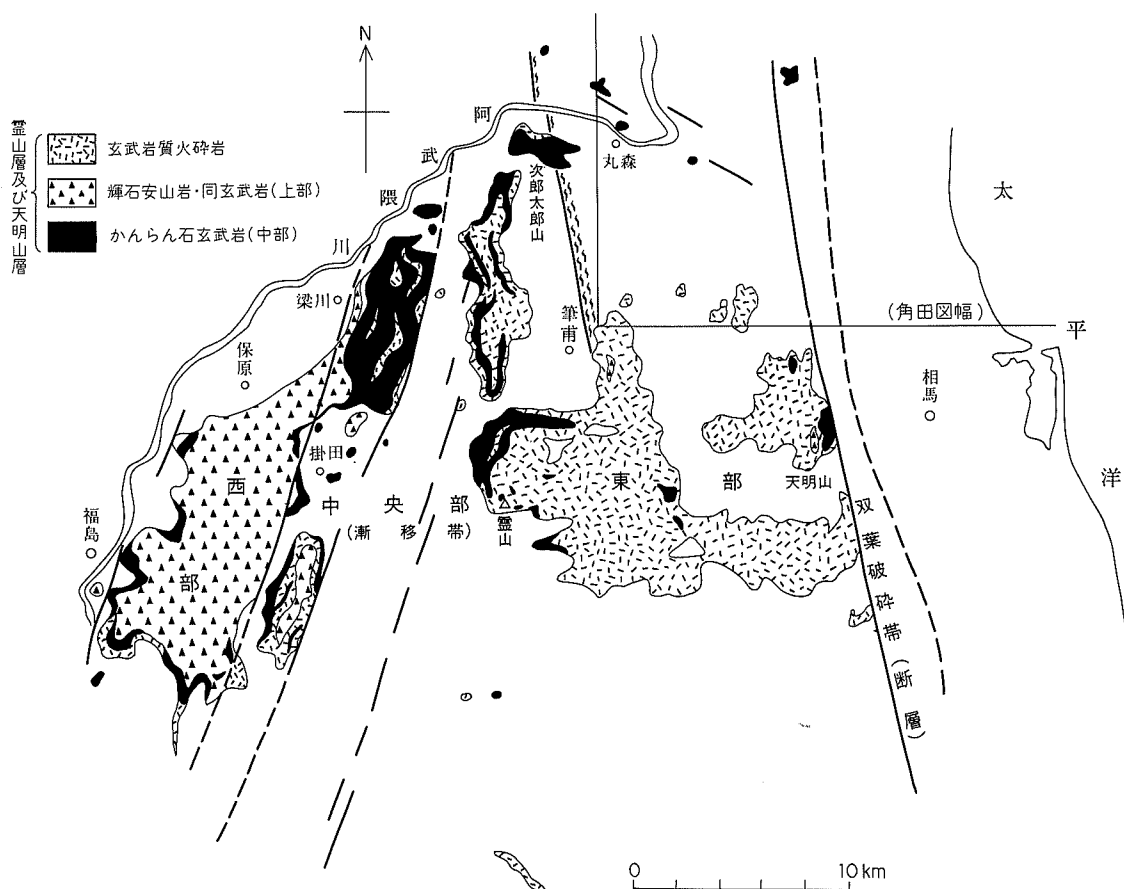 N
霊山層及び天明山層
玄武岩質火砕岩
輝石安山岩・同玄武岩(上部)
かんらん石玄武岩(中部)
阿武隈川
丸森
次郎太郎山
太平洋
梁川
筆甫
(角田図幅)
保原
相馬
掛田
西部
中央部
(漸移帯)
東部
天明山
霊山
福島
双葉破砕帯(断層)
0 10 km